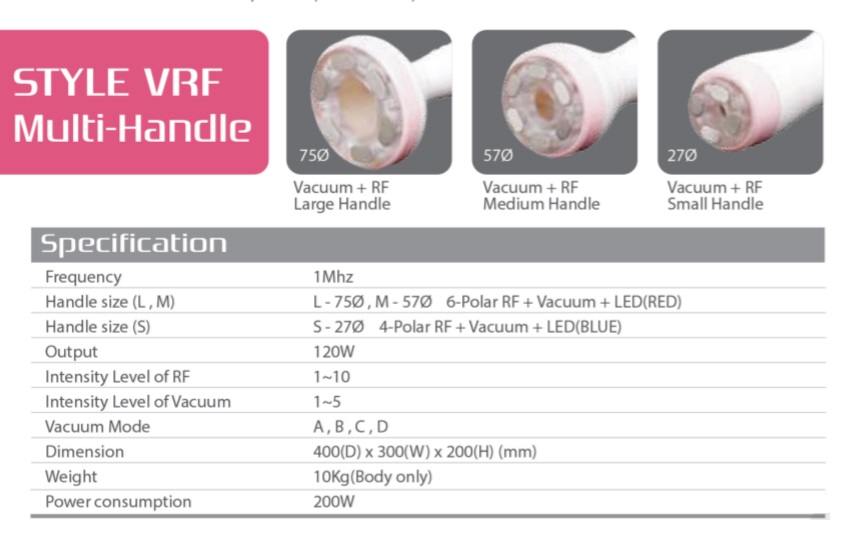 STYLE VRF
Multi-Handle
75Ø
57Ø
27Ø
Vacuum + RF
Large Handle
Vacuum + RF
Medium Handle
Vacuum + RF
Small Handle
Specification
Frequency 1Mhz
Handle size (L , M) L - 75Ø , M - 57Ø 6-Polar RF + Vacuum + LED(RED)
Handle size (S) S - 27Ø 4-Polar RF + Vacuum + LED(BLUE)
Output 120W
Intensity Level of RF 1~10
Intensity Level of Vacuum 1~5
Vacuum Mode A , B , C , D
Dimension 400(D) x 300(W) x 200(H) (mm)
Weight 10Kg(Body only)
Power consumption 200W